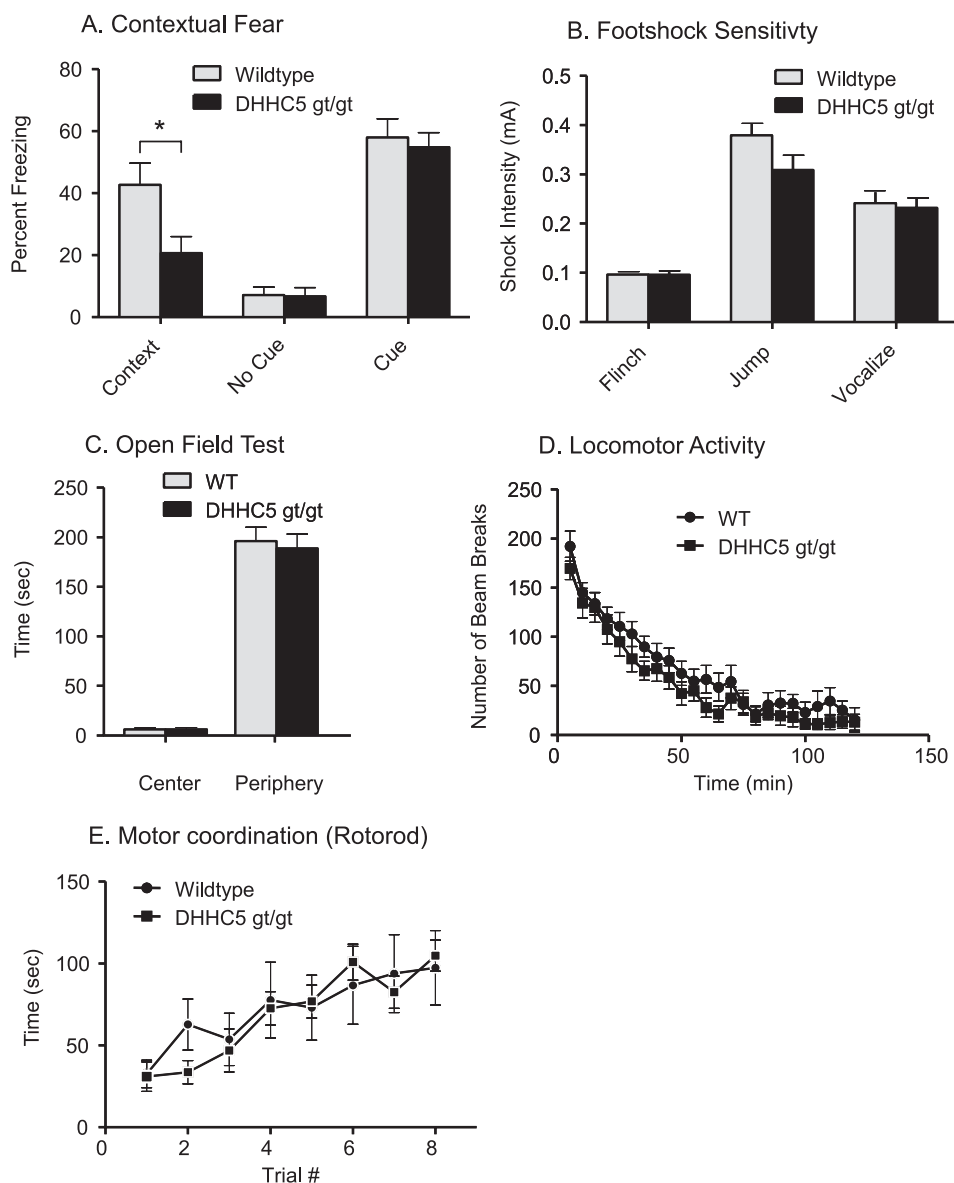 A. Contextual Fear
80
60
40
20
0
Percent Freezing
Wildtype
DHHC5 gt/gt
*
Context
No Cue
Cue
B. Footshock Sensitivty
0.5
0.4
0.3
0.2
0.1
0.0
Shock Intensity (mA)
Wildtype
DHHC5 gt/gt
Flinch
Jump
Vocalize
C. Open Field Test
250
200
150
100
50
0
Time (sec)
WT
DHHC5 gt/gt
Center
Periphery
D. Locomotor Activity
250
200
150
100
50
0
Number of Beam Breaks
WT
DHHC5 gt/gt
0
50
100
150
Time (min)
E. Motor coordination (Rotorod)
150
100
50
0
Time (sec)
Wildtype
DHHC5 gt/gt
0
2
4
6
8
Trial #